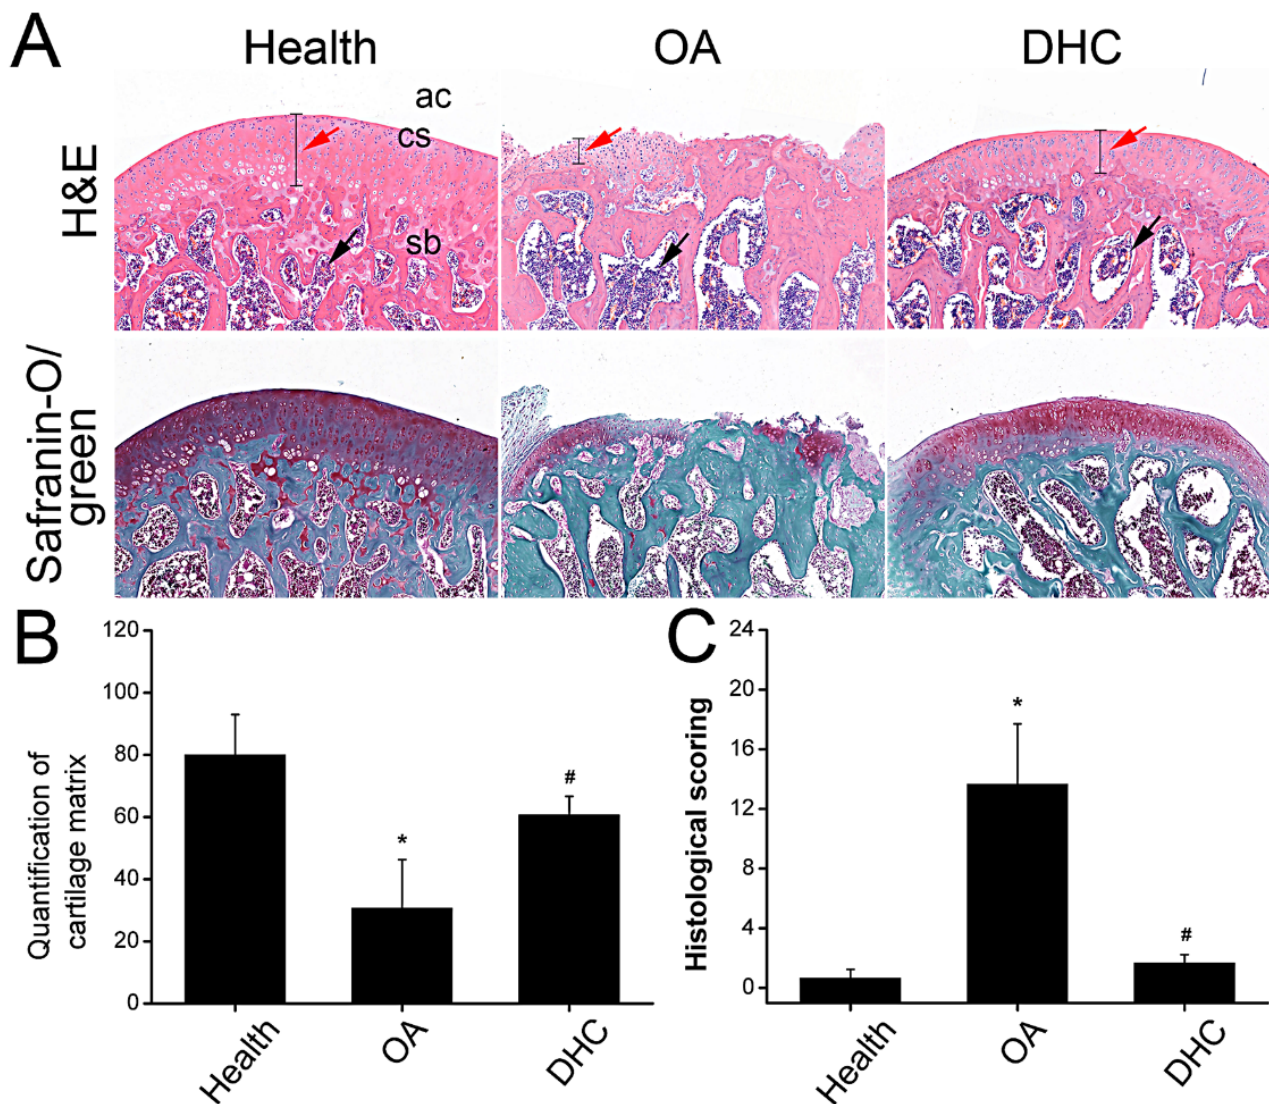 A
Health
OA
DHC
H&E
ac
cs
sb
Safranin-O/
green
B
120
100
80
60
40
20
0
Quantification of
cartilage matrix
*
#
Health
OA
DHC
C
24
20
16
12
8
4
0
Histological scoring
*
#
Health
OA
DHC